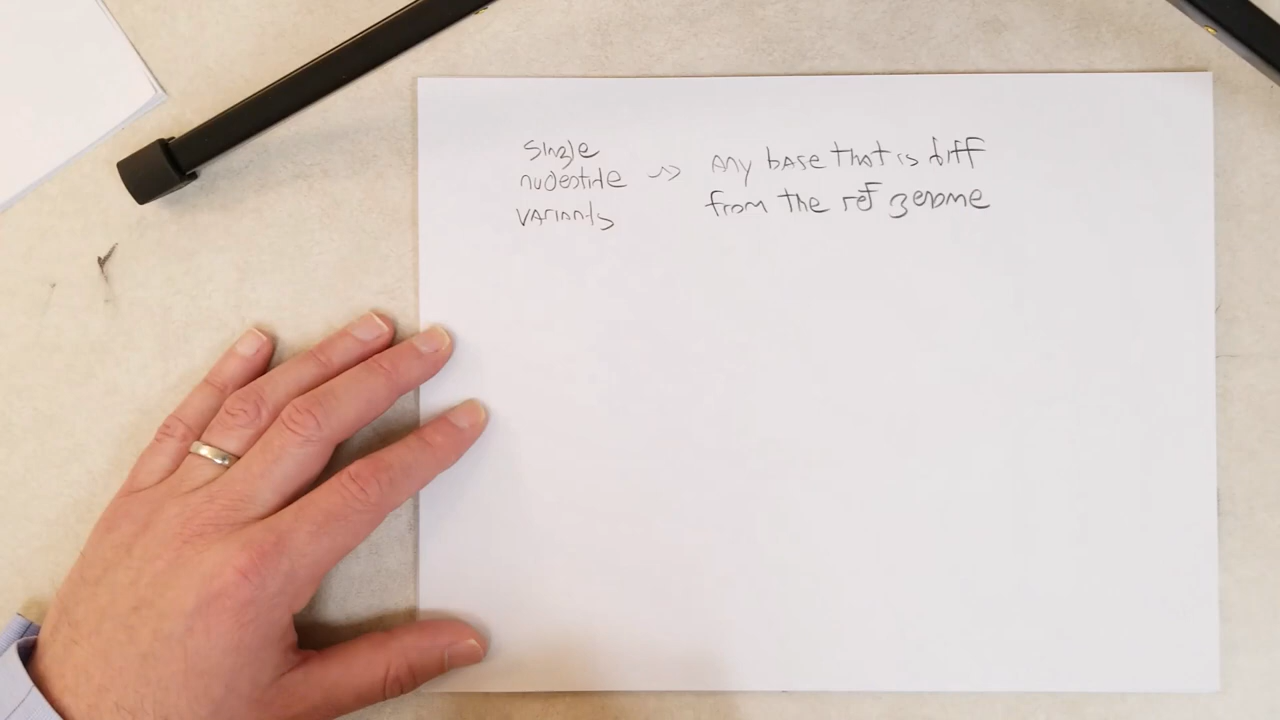 single
nucleotide
variants
→ any base that is diff
from the ref genome